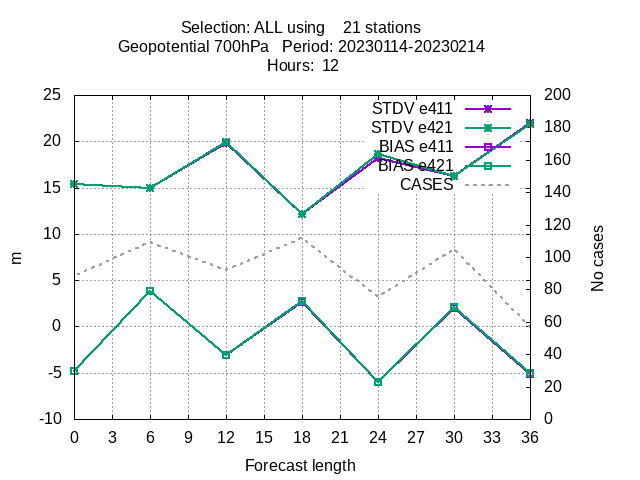 Selection: ALL using 21 stations
Geopotential 700hPa Period: 20230114-20230214
Hours: 12
25
20
15
10
5
0
-5
-10
200
180
160
140
120
100
80
60
40
20
0
STDV e411
STDV e421
BIAS e411
BIAS e421
CASES
m
No cases
0 3 6 9 12 15 18 21 24 27 30 33 36
Forecast length